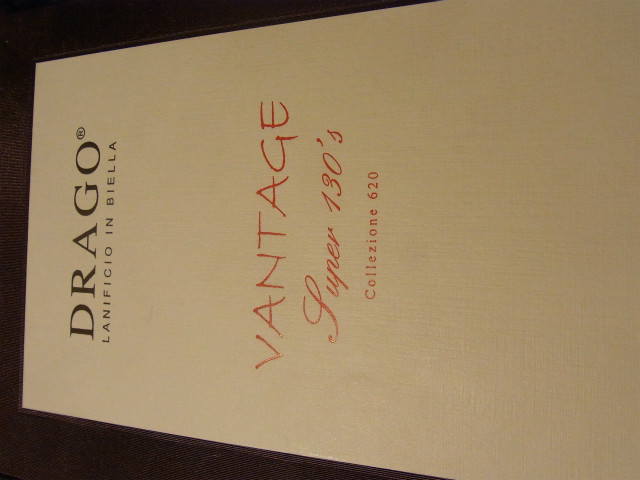 DRAGO®
LANIFICIO IN BIELLA
VANTAGE
Super 130's
Collezione 620